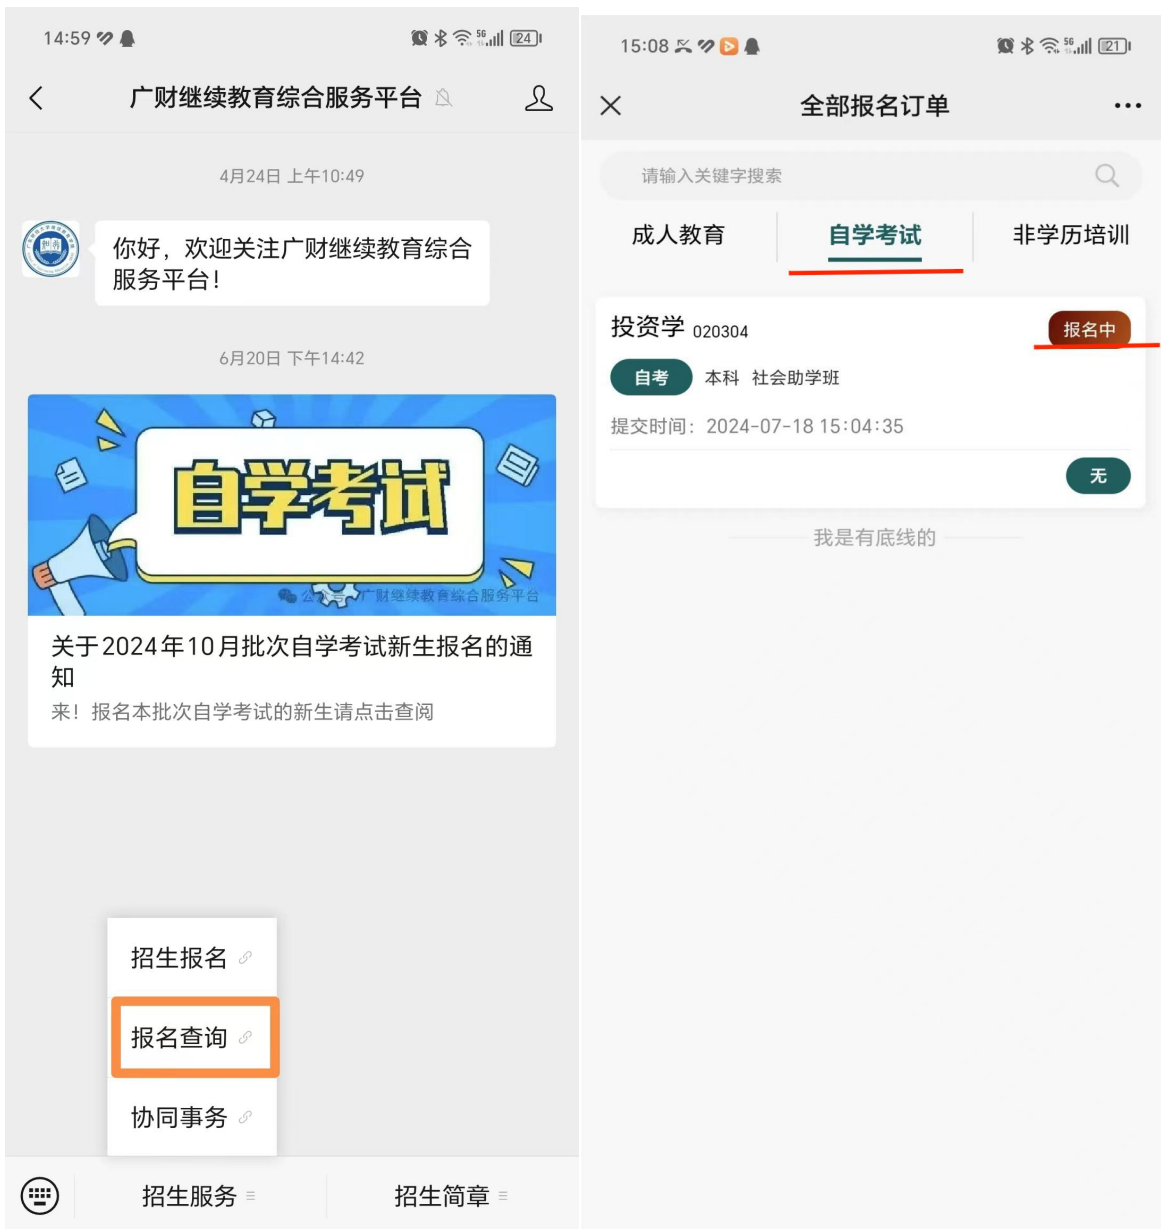 14:59
24
广财继续教育综合服务平台
4月24日 上午10:49
你好，欢迎关注广财继续教育综合
服务平台！
6月20日 下午14:42
自学考试
公众号·广财继续教育综合服务平台
关于2024年10月批次自学考试新生报名的通
知
来！报名本批次自学考试的新生请点击查阅
招生报名
报名查询
协同事务
招生服务
招生简章
15:08
21
全部报名订单
请输入关键字搜索
成人教育
自学考试
非学历培训
投资学 020304
报名中
自考 本科 社会助学班
提交时间：2024-07-18 15:04:35
无
我是有底线的